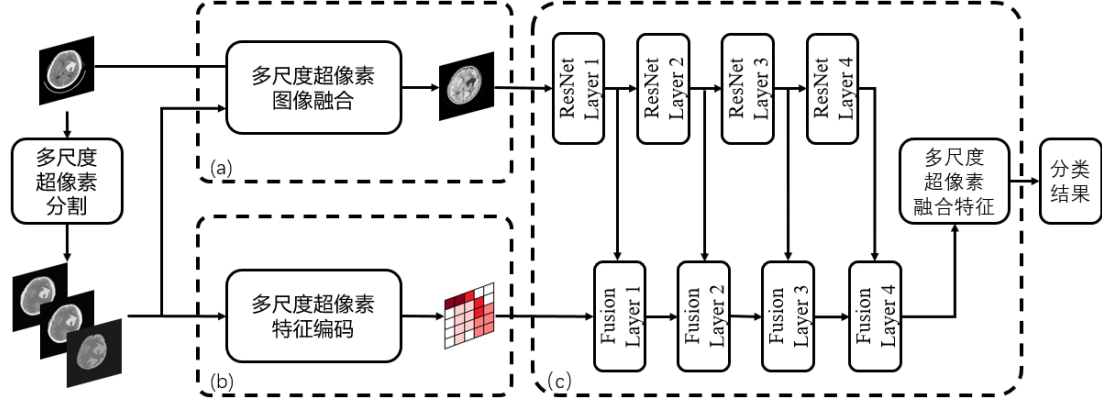 多尺度
超像素
分割
多尺度超像素
图像融合
(a)
多尺度超像素
特征编码
(b)
ResNet
Layer 1
ResNet
Layer 2
ResNet
Layer 3
ResNet
Layer 4
Fusion
Layer 1
Fusion
Layer 2
Fusion
Layer 3
Fusion
Layer 4
(c)
多尺度
超像素
融合特征
分类
结果